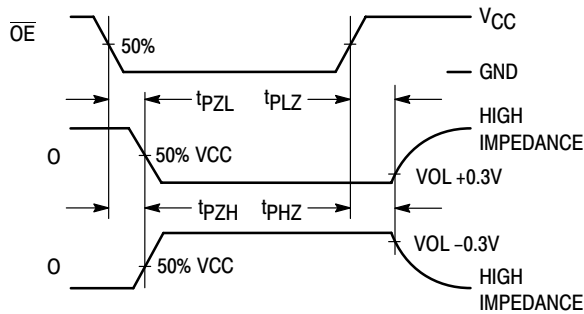 OE
50%
VCC
GND
tPZL
tPLZ
O
50% VCC
HIGH
IMPEDANCE
VOL +0.3V
tPZH
tPHZ
O
50% VCC
VOL –0.3V
HIGH
IMPEDANCE